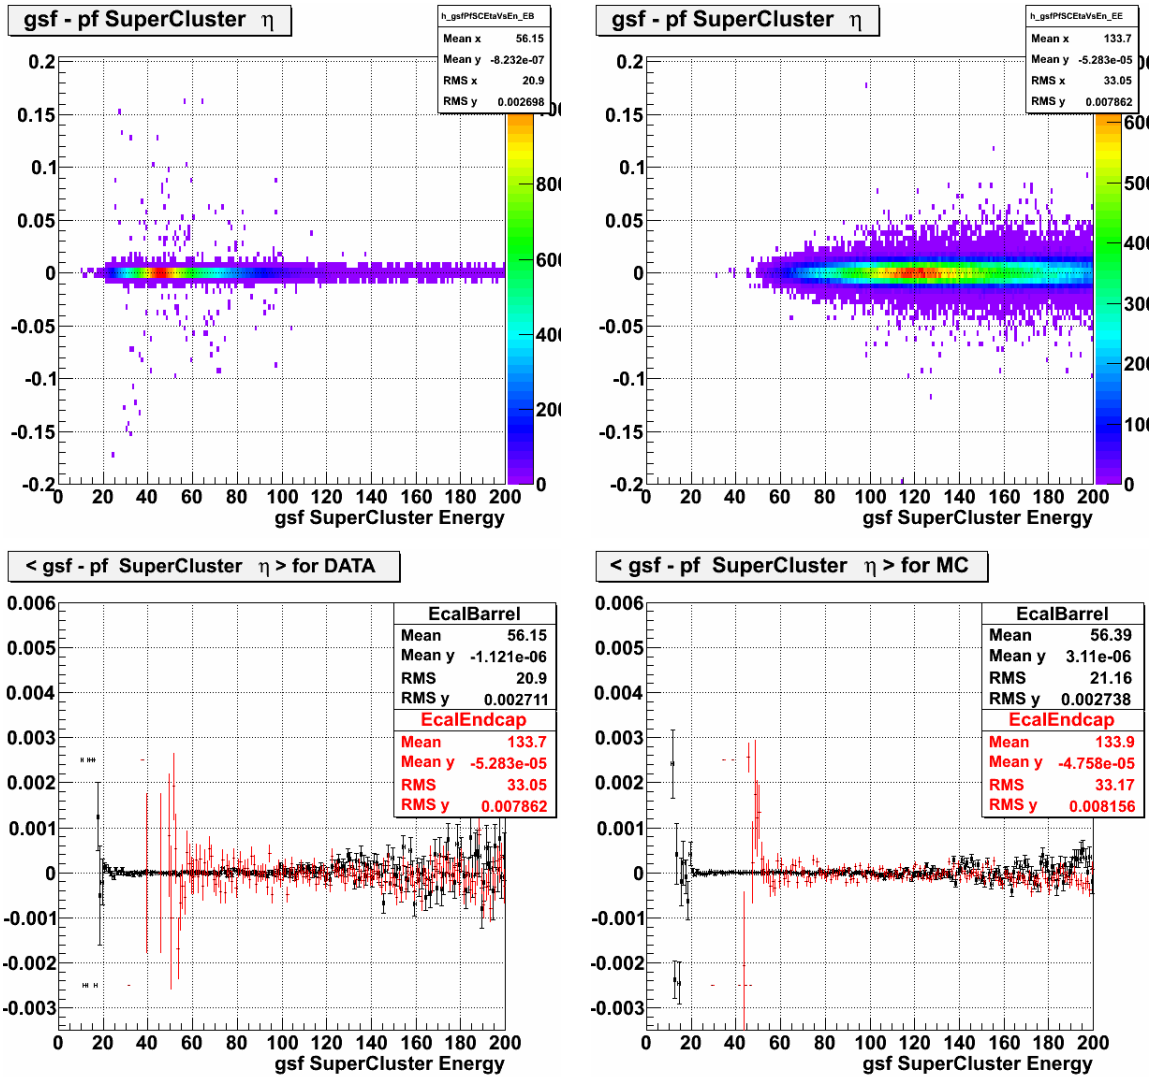 gsf - pf SuperCluster η
h_gsfPfSCEtaVsEn_EB
Mean x 56.15
Mean y -8.232e-07
RMS x 20.9
RMS y 0.002698
0.2
0.15
0.1
0.05
0
-0.05
-0.1
-0.15
-0.2
0 20 40 60 80 100 120 140 160 180 200
gsf SuperCluster Energy
800
600
400
200
0
gsf - pf SuperCluster η
h_gsfPfSCEtaVsEn_EE
Mean x 133.7
Mean y -5.283e-05
RMS x 33.05
RMS y 0.007862
0.2
0.15
0.1
0.05
0
-0.05
-0.1
-0.15
-0.2
0 20 40 60 80 100 120 140 160 180 200
gsf SuperCluster Energy
600
500
400
300
200
100
0
< gsf - pf SuperCluster η > for DATA
EcalBarrel
Mean 56.15
Mean y -1.121e-06
RMS 20.9
RMS y 0.002711
EcalEndcap
Mean 133.7
Mean y -5.283e-05
RMS 33.05
RMS y 0.007862
0.006
0.005
0.004
0.003
0.002
0.001
0
-0.001
-0.002
-0.003
0 20 40 60 80 100 120 140 160 180 200
gsf SuperCluster Energy
< gsf - pf SuperCluster η > for MC
EcalBarrel
Mean 56.39
Mean y 3.11e-06
RMS 21.16
RMS y 0.002738
EcalEndcap
Mean 133.9
Mean y -4.758e-05
RMS 33.17
RMS y 0.008156
0.006
0.005
0.004
0.003
0.002
0.001
0
-0.001
-0.002
-0.003
0 20 40 60 80 100 120 140 160 180 200
gsf SuperCluster Energy